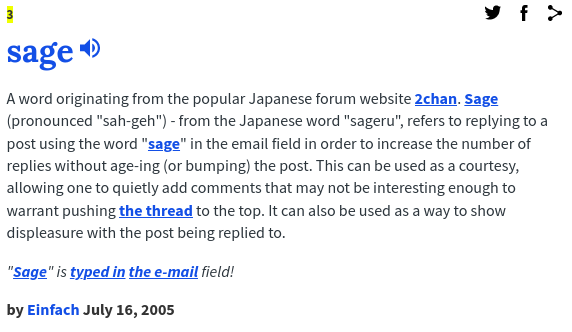 3
sage
A word originating from the popular Japanese forum website 2chan. Sage
(pronounced "sah-geh") - from the Japanese word "sageru", refers to replying to a
post using the word "sage" in the email field in order to increase the number of
replies without age-ing (or bumping) the post. This can be used as a courtesy,
allowing one to quietly add comments that may not be interesting enough to
warrant pushing the thread to the top. It can also be used as a way to show
displeasure with the post being replied to.
"Sage" is typed in the e-mail field!
by Einfach July 16, 2005